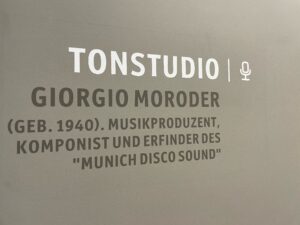 TONSTUDIO |
GIORGIO MORODER
(GEB. 1940). MUSIKPRODUZENT,
KOMPONIST UND ERFINDER DES
"MUNICH DISCO SOUND"